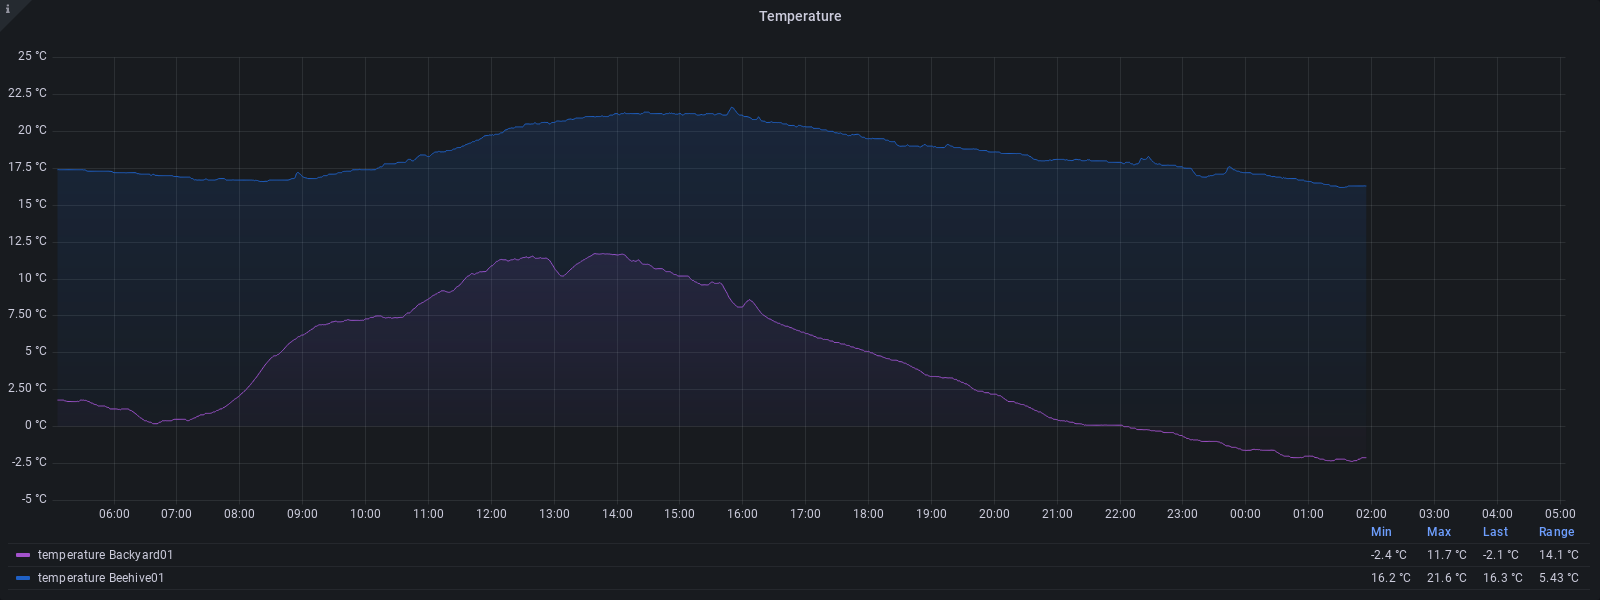 i
Temperature
25 °C
22.5 °C
20 °C
17.5 °C
15 °C
12.5 °C
10 °C
7.50 °C
5 °C
2.50 °C
0 °C
-2.5 °C
-5 °C
06:00 07:00 08:00 09:00 10:00 11:00 12:00 13:00 14:00 15:00 16:00 17:00 18:00 19:00 20:00 21:00 22:00 23:00 00:00 01:00 02:00 03:00 04:00 05:00
Min Max Last Range
temperature Backyard01 -2.4 °C 11.7 °C -2.1 °C 14.1 °C
temperature Beehive01 16.2 °C 21.6 °C 16.3 °C 5.43 °C